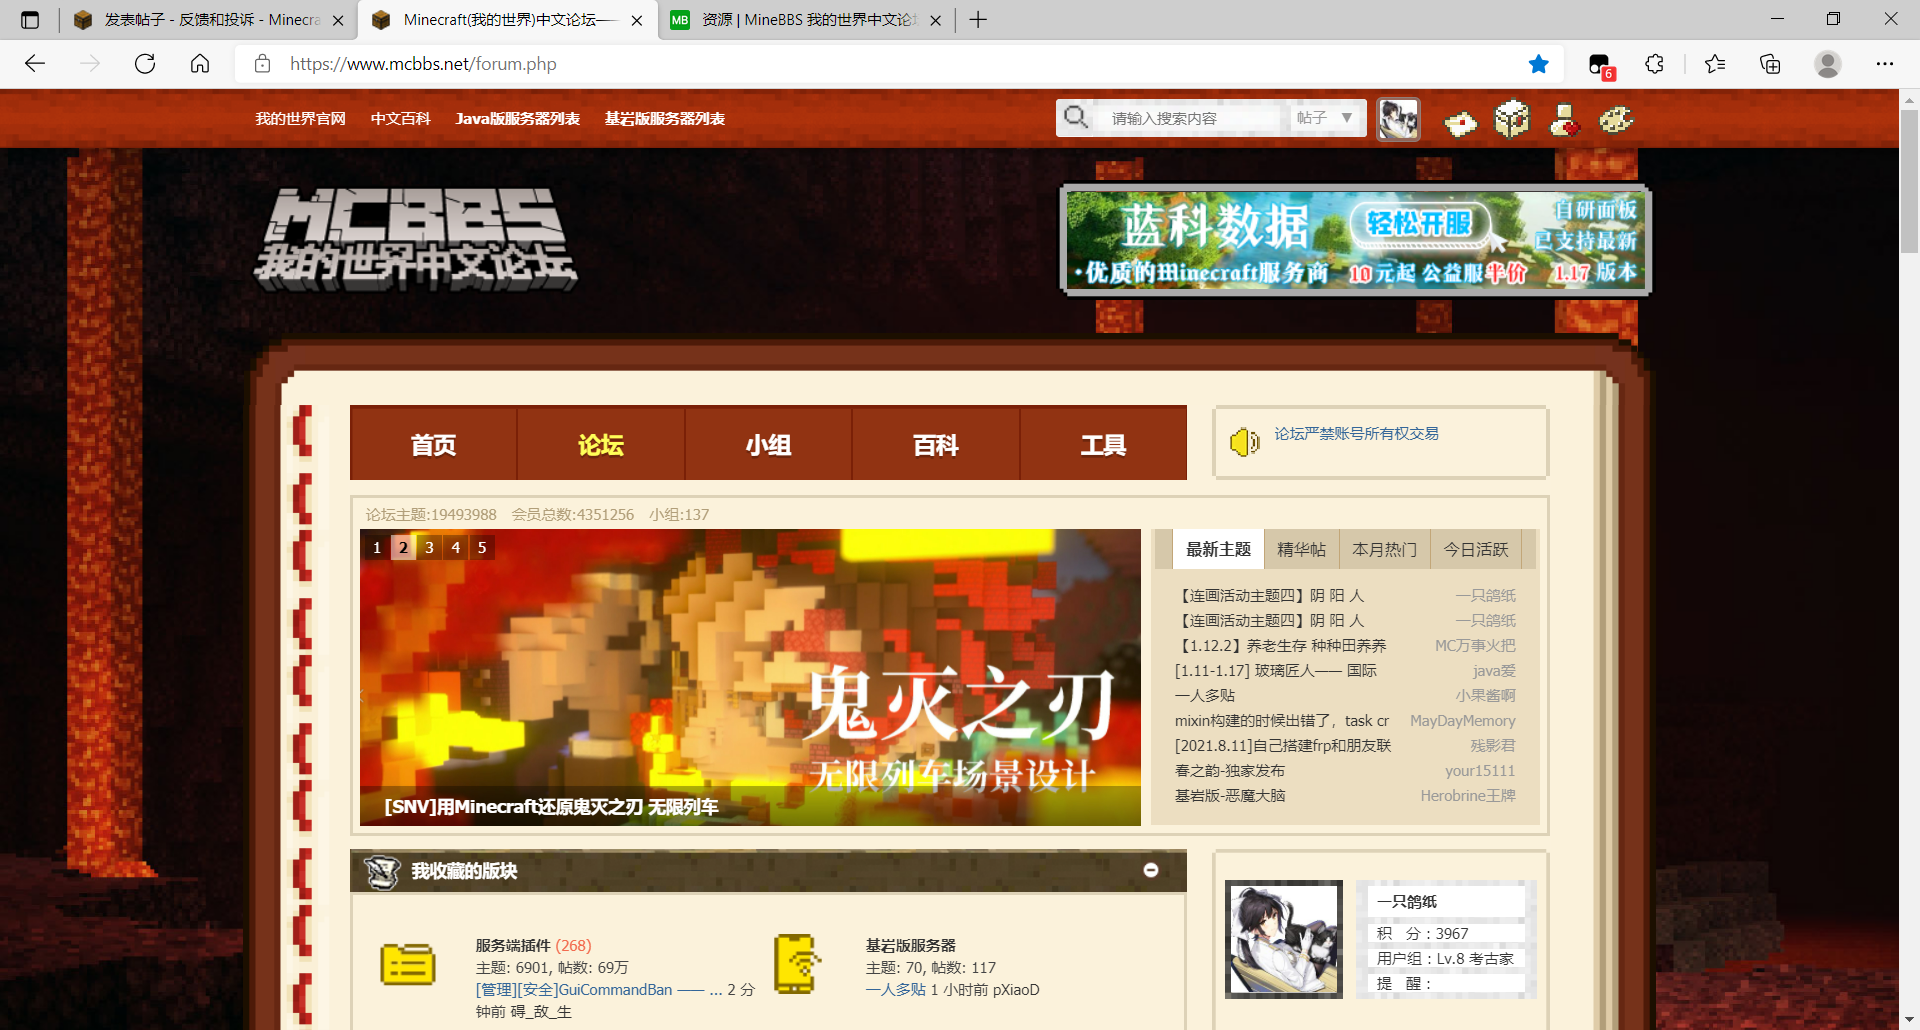 发表帖子 - 反馈和投诉 - Minecra
Minecraft(我的世界)中文论坛——
MB 资源 | MineBBS 我的世界中文论坛
https://www.mcbbs.net/forum.php
6
我的世界官网 中文百科 Java版服务器列表 基岩版服务器列表
请输入搜索内容 帖子 ▼
MCBBS
我的世界中文论坛
蓝科数据 轻松开服 自研面板
已支持最新
·优质的Minecraft服务商 10元起 公益服半价 1.17版本
首页 论坛 小组 百科 工具
论坛严禁账号所有权交易
论坛主题:19493988 会员总数:4351256 小组:137
1 2 3 4 5
鬼灭之刃
无限列车场景设计
[SNV]用Minecraft还原鬼灭之刃 无限列车
最新主题 精华帖 本月热门 今日活跃
【连画活动主题四】阴 阳 人 一只鸽纸
【连画活动主题四】阴 阳 人 一只鸽纸
【1.12.2】养老生存 种种田养养 MC万事火把
[1.11-1.17] 玻璃匠人—— 国际 java爱
一人多贴 小果酱啊
mixin构建的时候出错了，task cr MayDayMemory
[2021.8.11]自己搭建frp和朋友联 残影君
春之韵-独家发布 your15111
基岩版-恶魔大脑 Herobrine王牌
我收藏的版块
服务端插件 (268)
主题: 6901, 帖数: 69万
[管理][安全]GuiCommandBan —— ... 2 分
钟前 碍_敌_生
基岩版服务器
主题: 70, 帖数: 117
一人多贴 1 小时前 pXiaoD
一只鸽纸
积 分：3967
用户组：Lv.8 考古家
提 醒：